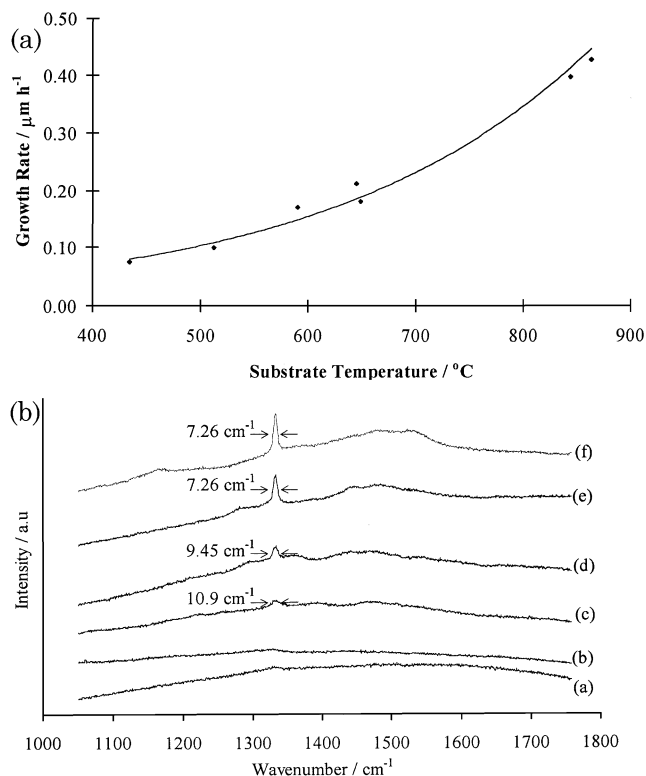 (a)
Growth Rate / μm h⁻¹
0.50
0.40
0.30
0.20
0.10
0.00
400 500 600 700 800 900
Substrate Temperature / °C
(b)
Intensity / a.u
7.26 cm⁻¹
(f)
7.26 cm⁻¹
(e)
9.45 cm⁻¹
(d)
10.9 cm⁻¹
(c)
(b)
(a)
1000 1100 1200 1300 1400 1500 1600 1700 1800
Wavenumber / cm⁻¹